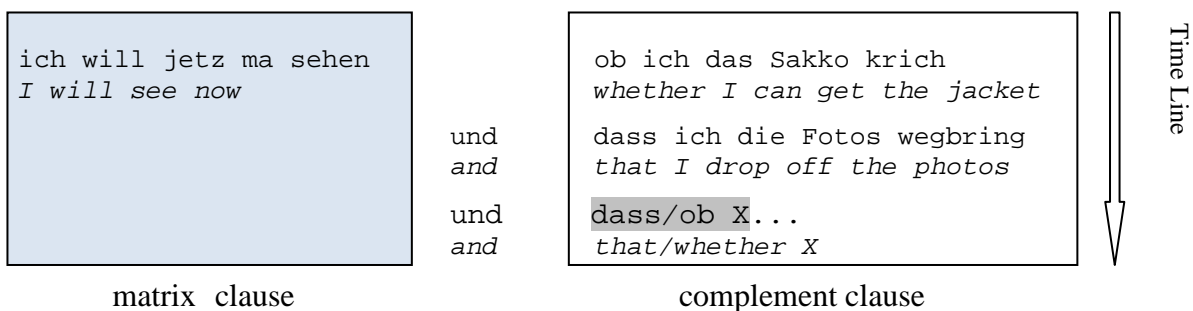 ich will jetz ma sehen
I will see now
ob ich das Sakko krich
whether I can get the jacket
und
and
dass ich die Fotos wegbring
that I drop off the photos
und
and
dass/ob X...
that/whether X
matrix clause
complement clause
Time Line